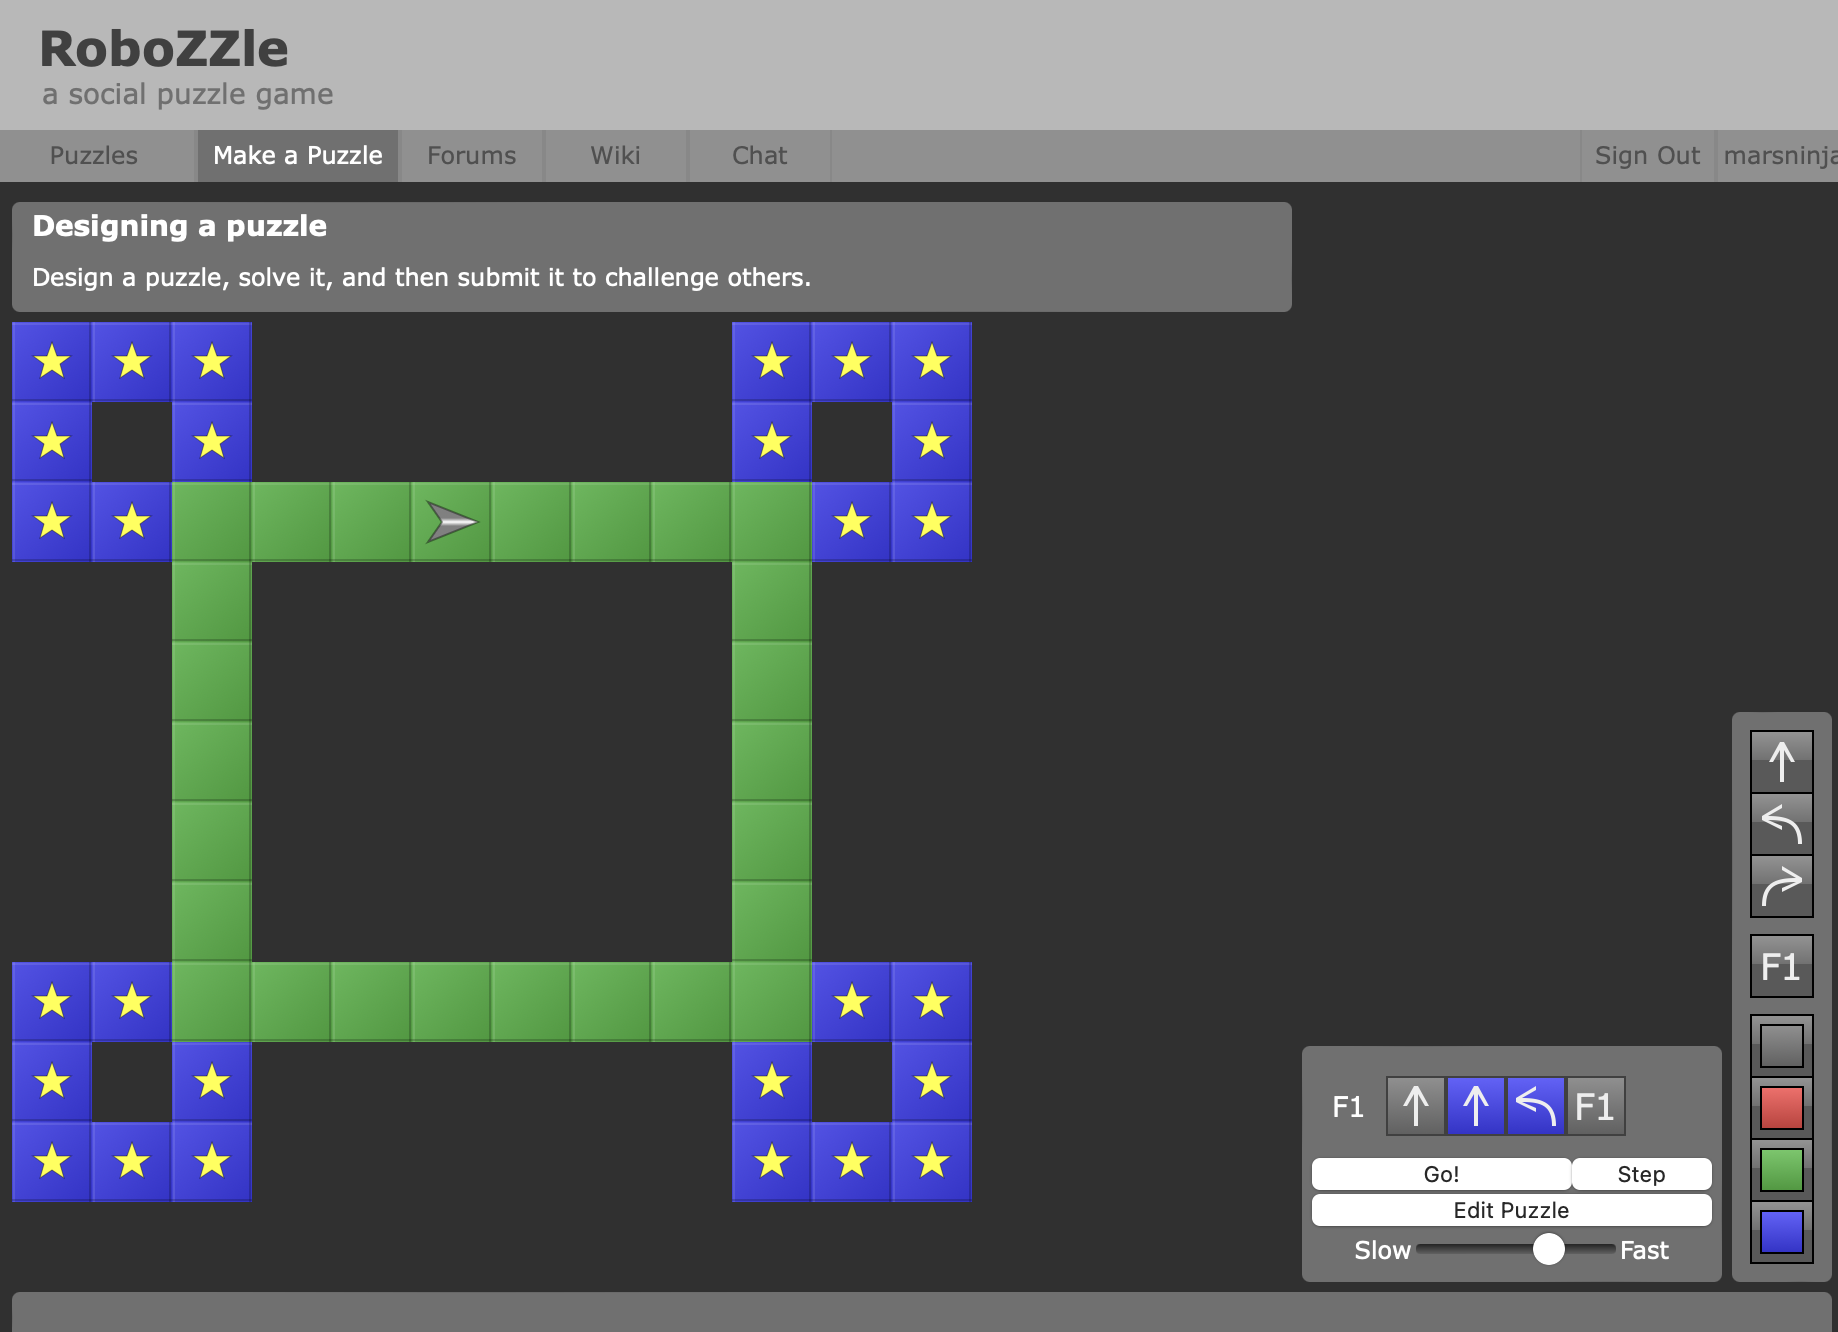 RoboZZle
a social puzzle game
Puzzles Make a Puzzle Forums Wiki Chat Sign Out marsninja
Designing a puzzle
Design a puzzle, solve it, and then submit it to challenge others.
F1
F1 F1
Go! Step
Edit Puzzle
Slow Fast